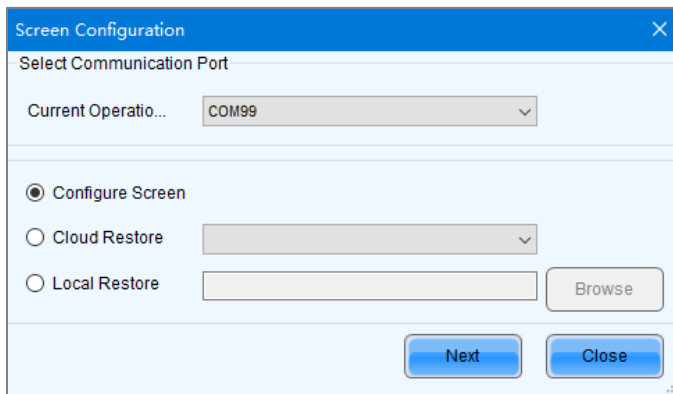 Screen Configuration
Select Communication Port
Current Operatio... COM99
Configure Screen
Cloud Restore
Local Restore Browse
Next Close